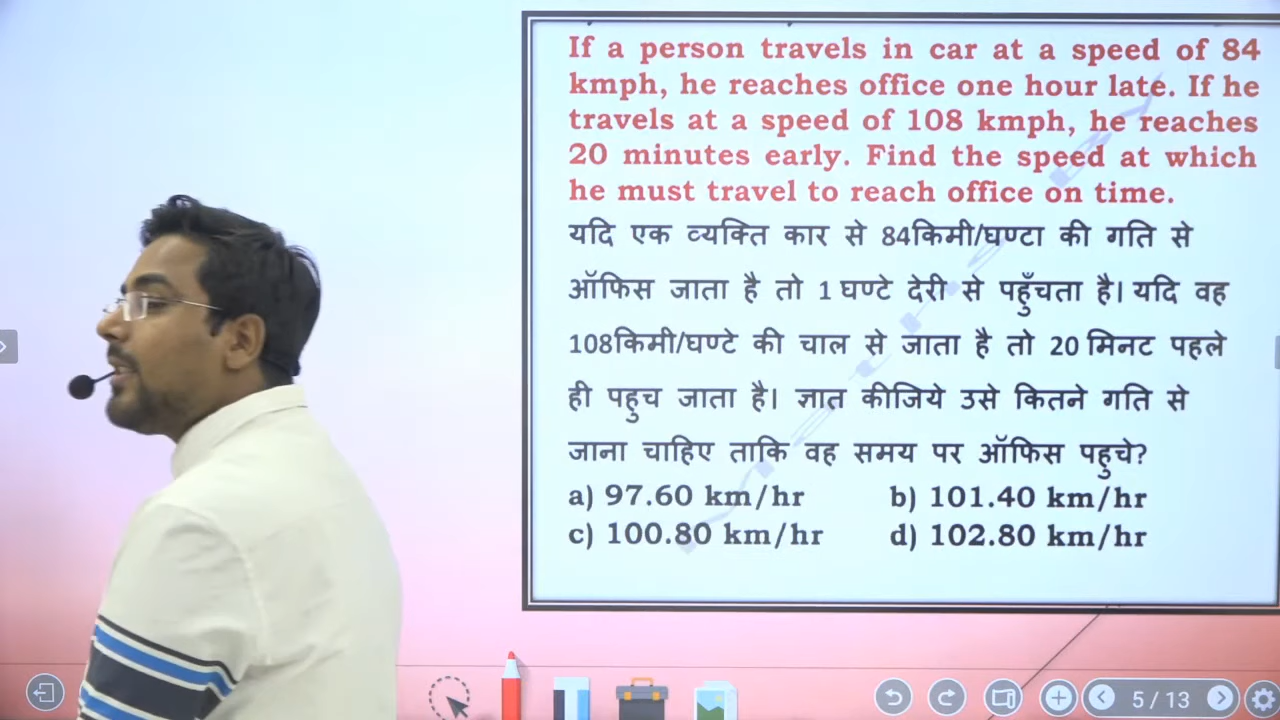 If a person travels in car at a speed of 84
kmph, he reaches office one hour late. If he
travels at a speed of 108 kmph, he reaches
20 minutes early. Find the speed at which
he must travel to reach office on time.
यदि एक व्यक्ति कार से 84किमी/घण्टा की गति से
ऑफिस जाता है तो 1 घण्टे देरी से पहुँचता है। यदि वह
108किमी/घण्टे की चाल से जाता है तो 20 मिनट पहले
ही पहुच जाता है। ज्ञात कीजिये उसे कितने गति से
जाना चाहिए ताकि वह समय पर ऑफिस पहुचे?
a) 97.60 km/hr b) 101.40 km/hr
c) 100.80 km/hr d) 102.80 km/hr
5 / 13